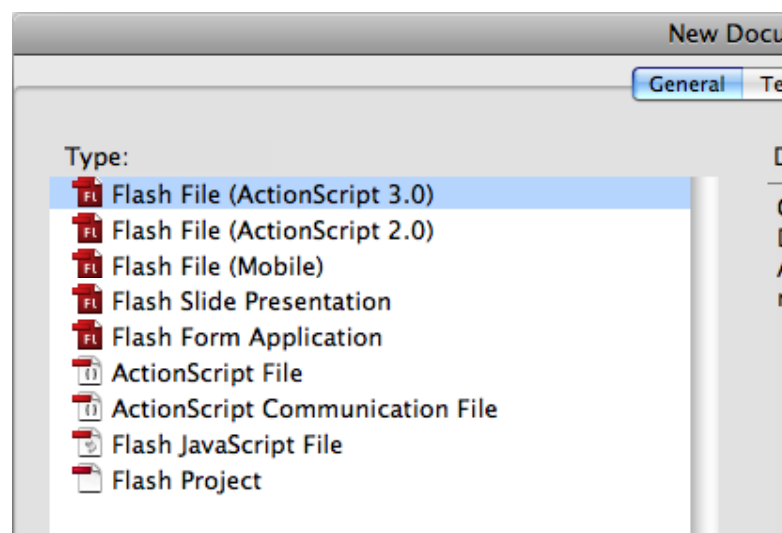 New Docu
General Te
Type:
Flash File (ActionScript 3.0)
Flash File (ActionScript 2.0)
Flash File (Mobile)
Flash Slide Presentation
Flash Form Application
ActionScript File
ActionScript Communication File
Flash JavaScript File
Flash Project